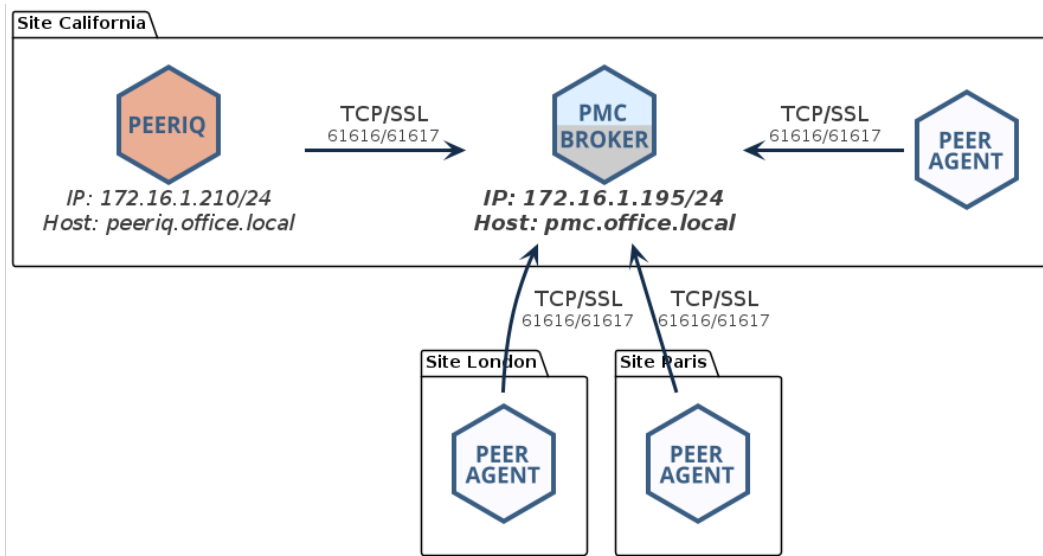 Site California
PEERIQ
IP: 172.16.1.210/24
Host: peeriq.office.local
TCP/SSL
61616/61617
PMC
BROKER
IP: 172.16.1.195/24
Host: pmc.office.local
TCP/SSL
61616/61617
PEER
AGENT
TCP/SSL
61616/61617
TCP/SSL
61616/61617
Site London
PEER
AGENT
Site Paris
PEER
AGENT